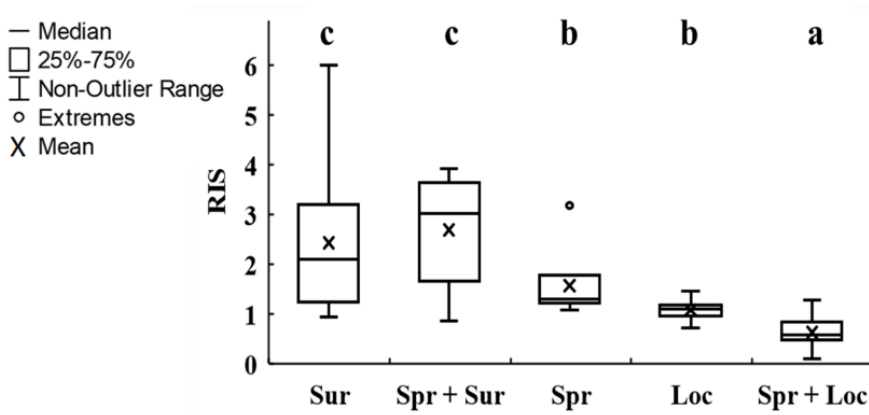 Median
25%-75%
Non-Outlier Range
Extremes
Mean
c c b b a
RIS
6
5
4
3
2
1
0
Sur Spr + Sur Spr Loc Spr + Loc